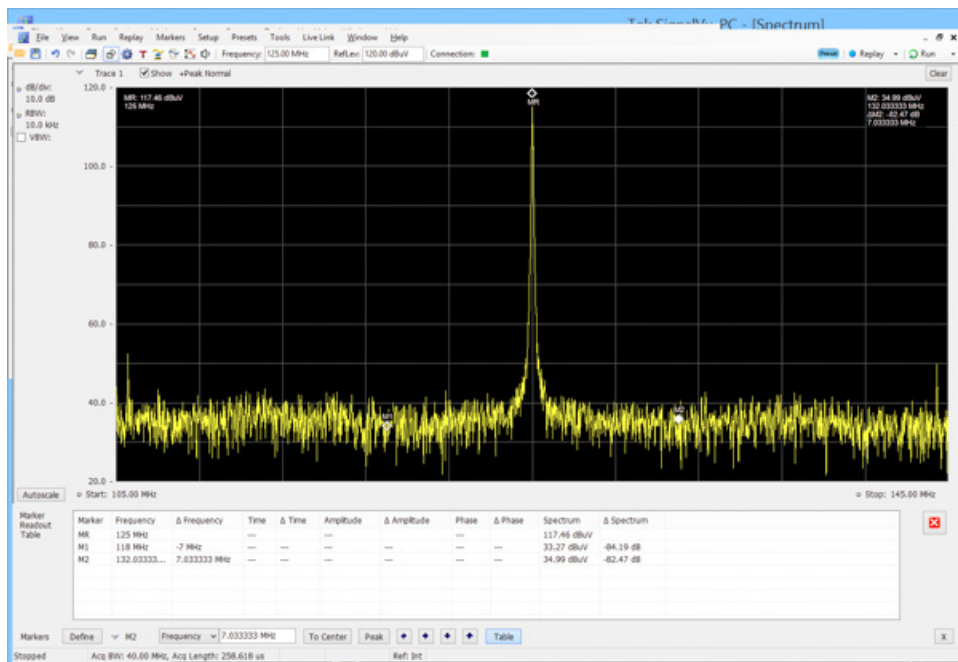 Tek SignalVu-PC - [Spectrum]
File View Run Replay Markers Setup Presets Tools Live Link Window Help
Frequency: 125.00 MHz RefLev: 120.00 dBuV Connection: Preset Replay Run
Trace 1 Show +Peak Normal Clear
dB/div:
10.0 dB
RBW:
10.0 kHz
VBW:
120.0
100.0
80.0
60.0
40.0
20.0
MR: 117.46 dBuV
125 MHz
MR
M2: 34.99 dBuV
132.033333 MHz
ΔM2: -82.47 dB
7.033333 MHz
M1
M2
Autoscale Start: 105.00 MHz Stop: 145.00 MHz
Marker
Readout
Table
Marker Frequency Δ Frequency Time Δ Time Amplitude Δ Amplitude Phase Δ Phase Spectrum Δ Spectrum
MR 125 MHz --- --- --- 117.46 dBuV
M1 118 MHz -7 MHz --- --- --- --- --- --- 33.27 dBuV -84.19 dB
M2 132.03333... 7.033333 MHz --- --- --- --- --- --- 34.99 dBuV -82.47 dB
Markers Define M2 Frequency 7.033333 MHz To Center Peak Table X
Stopped Acq BW: 40.00 MHz, Acq Length: 258.618 us Ref: Int